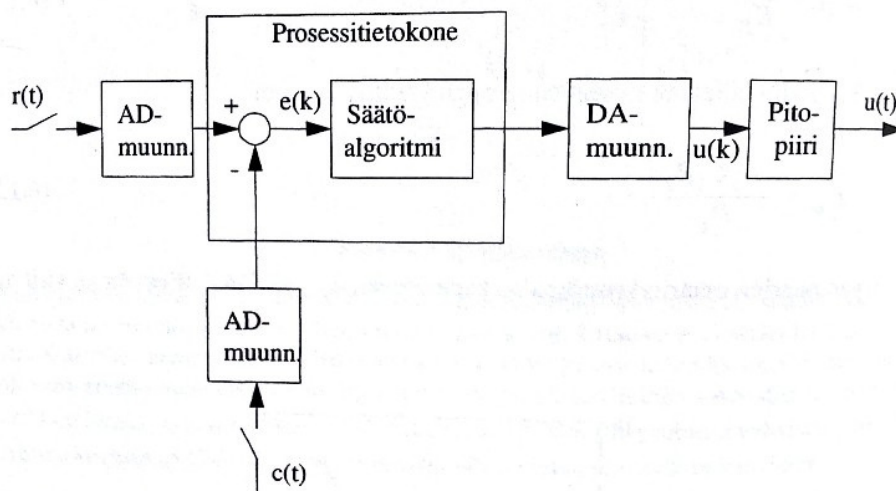 Prosessitietokone
r(t)
AD-
muunn.
+
-
e(k)
Säätö-
algoritmi
DA-
muunn.
u(k)
Pito-
piiri
u(t)
AD-
muunn.
c(t)